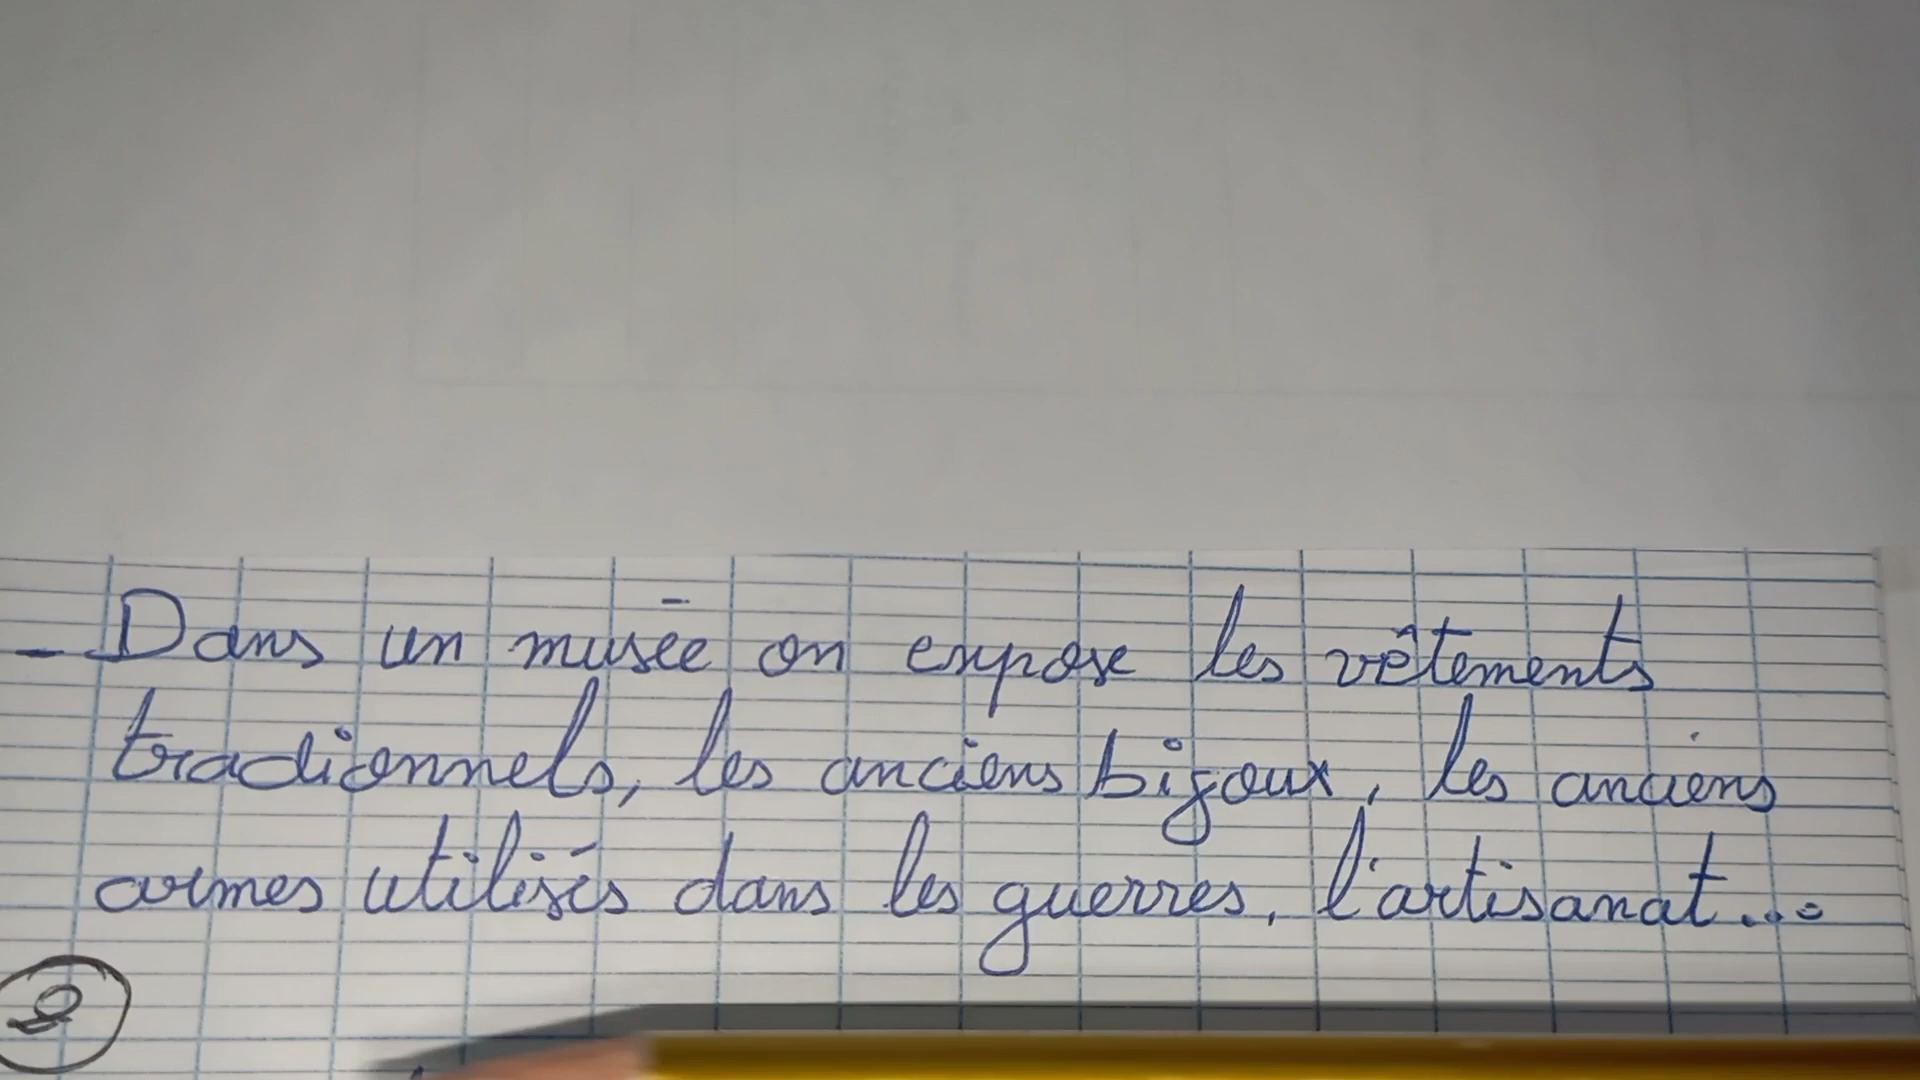 - Dans un musée on expose les vêtements
tradionnels, les anciens bijoux, les anciens
armes utilisés dans les guerres, l'artisanat...
2